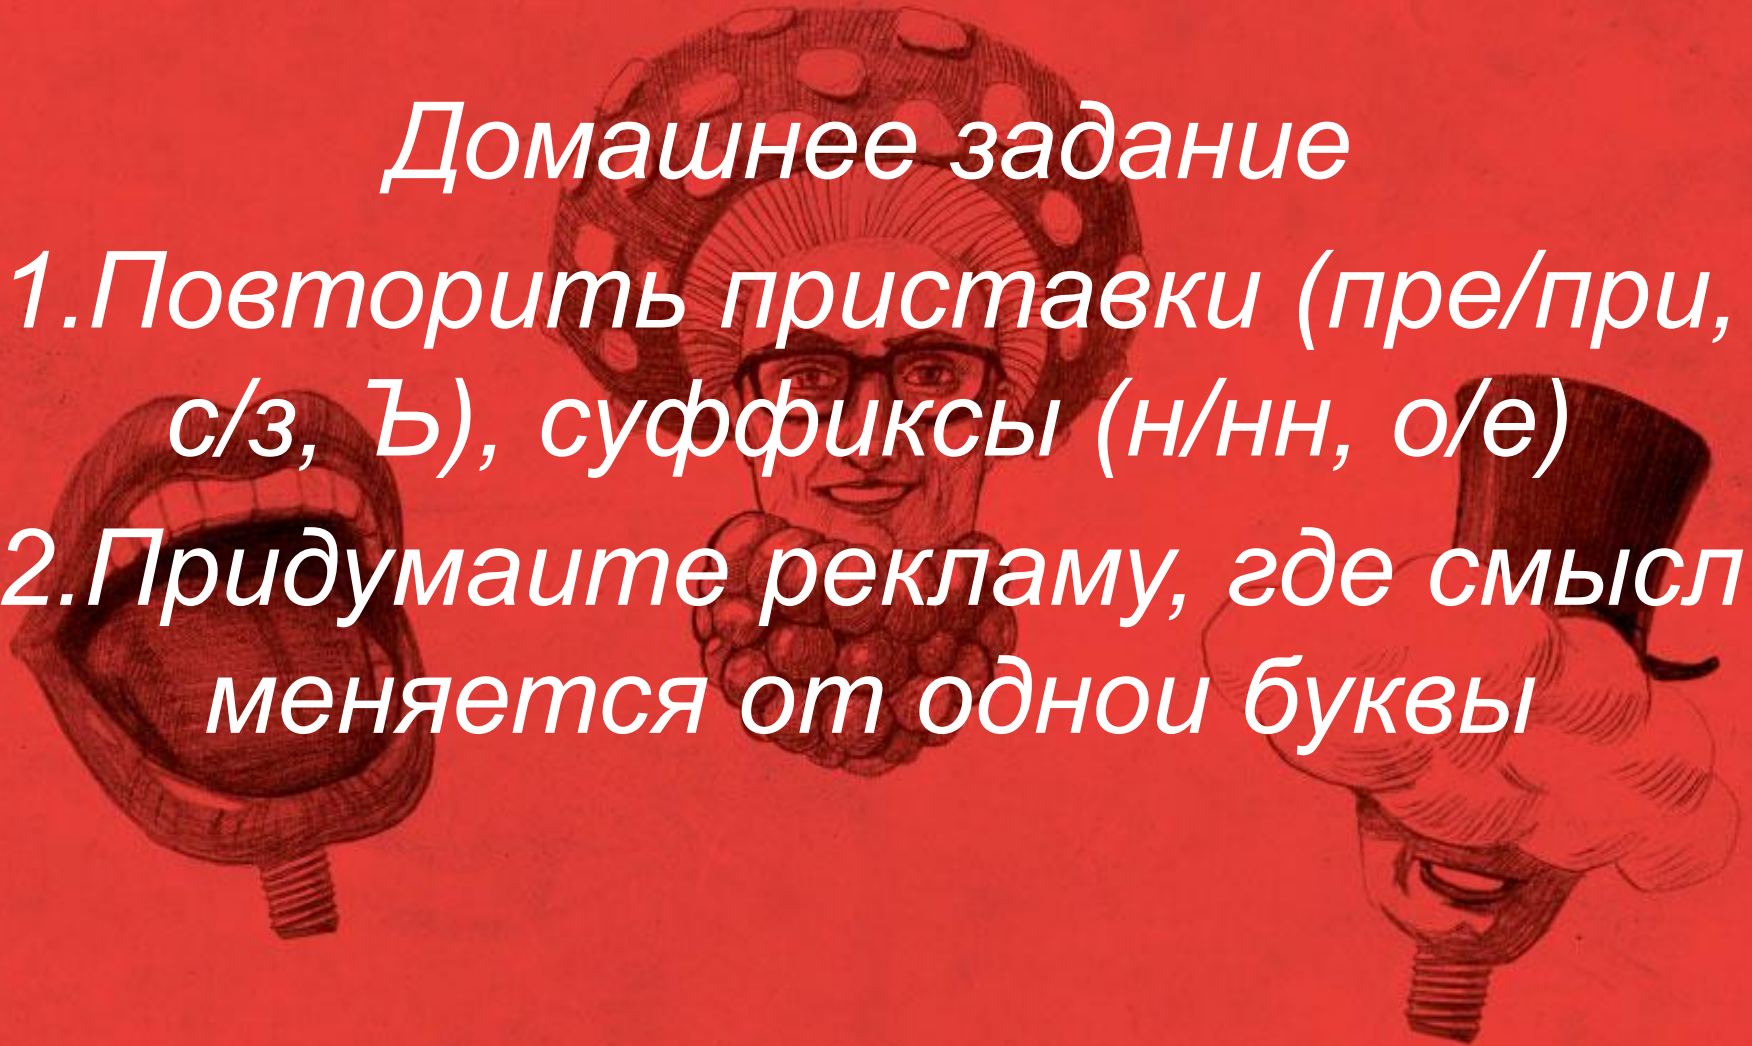 Домашнее задание
1.Повторить приставки (пре/при,
с/з, Ъ), суффиксы (н/нн, о/е)
2.Придумаите рекламу, где смысл
меняется от однои буквы